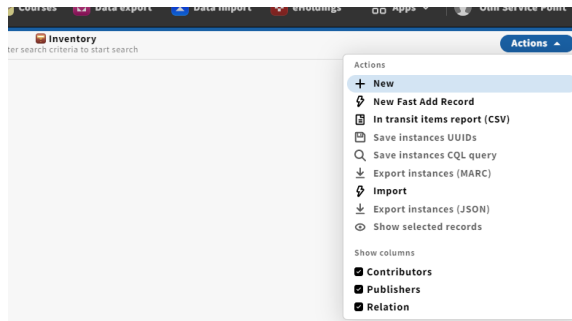 Courses Data export Data import eHoldings Apps Olin Service Point
Inventory
ter search criteria to start search
Actions
Actions
New
New Fast Add Record
In transit items report (CSV)
Save instances UUIDs
Save instances CQL query
Export instances (MARC)
Import
Export instances (JSON)
Show selected records
Show columns
Contributors
Publishers
Relation